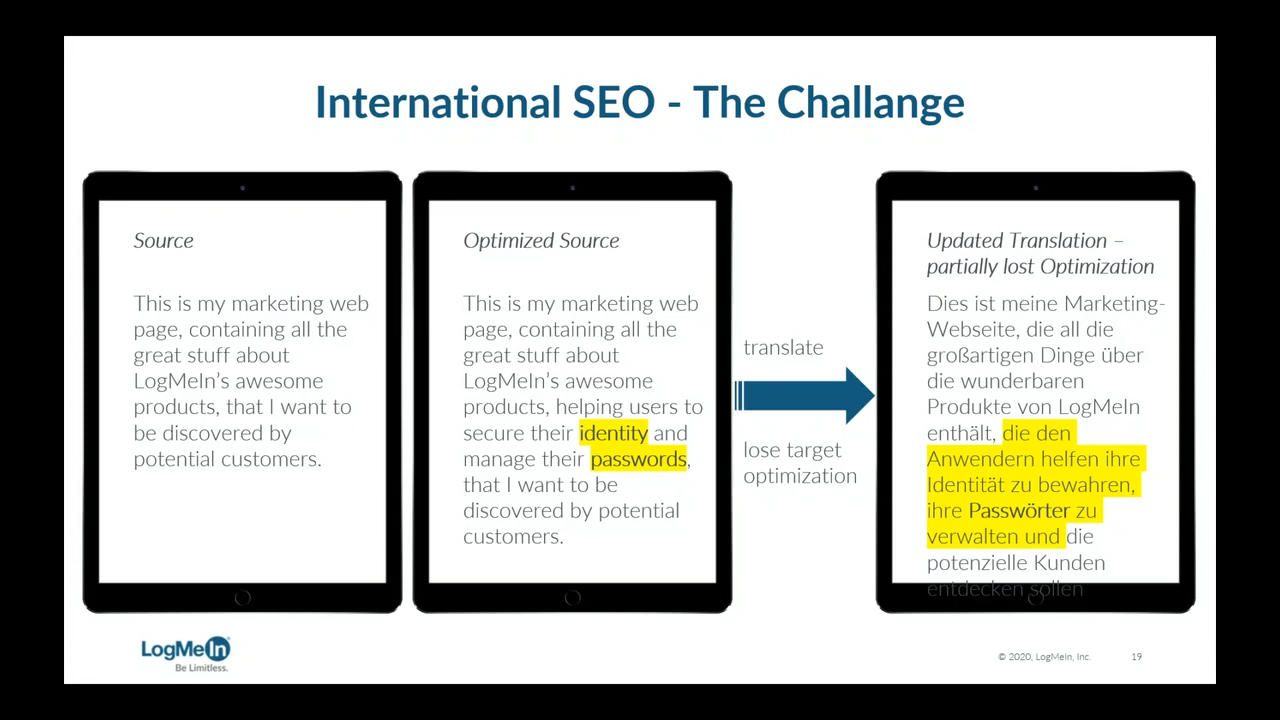 International SEO - The Challange
Source
This is my marketing web
page, containing all the
great stuff about
LogMeIn's awesome
products, that I want to
be discovered by
potential customers.
Optimized Source
This is my marketing web
page, containing all the
great stuff about
LogMeIn's awesome
products, helping users to
secure their identity and
manage their passwords,
that I want to be
discovered by potential
customers.
translate
lose target
optimization
Updated Translation –
partially lost Optimization
Dies ist meine Marketing-
Webseite, die all die
großartigen Dinge über
die wunderbaren
Produkte von LogMeIn
enthält, die den
Anwendern helfen ihre
Identität zu bewahren,
ihre Passwörter zu
verwalten und die
potenzielle Kunden
entdecken sollen
LogMeIn®
Be Limitless.
© 2020, LogMeIn, Inc.
19